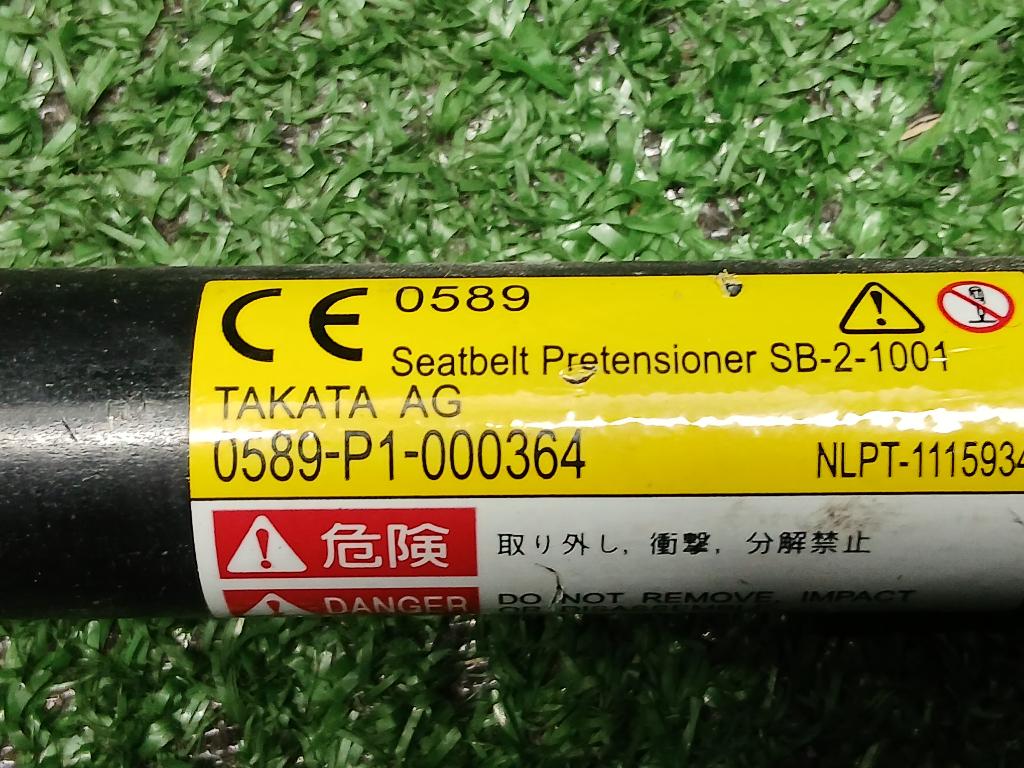 CE 0589
Seatbelt Pretensioner SB-2-1001
TAKATA AG
0589-P1-000364 NLPT-1115934
危険 取り外し, 衝撃, 分解禁止
DANGER DO NOT REMOVE, IMPACT
OR